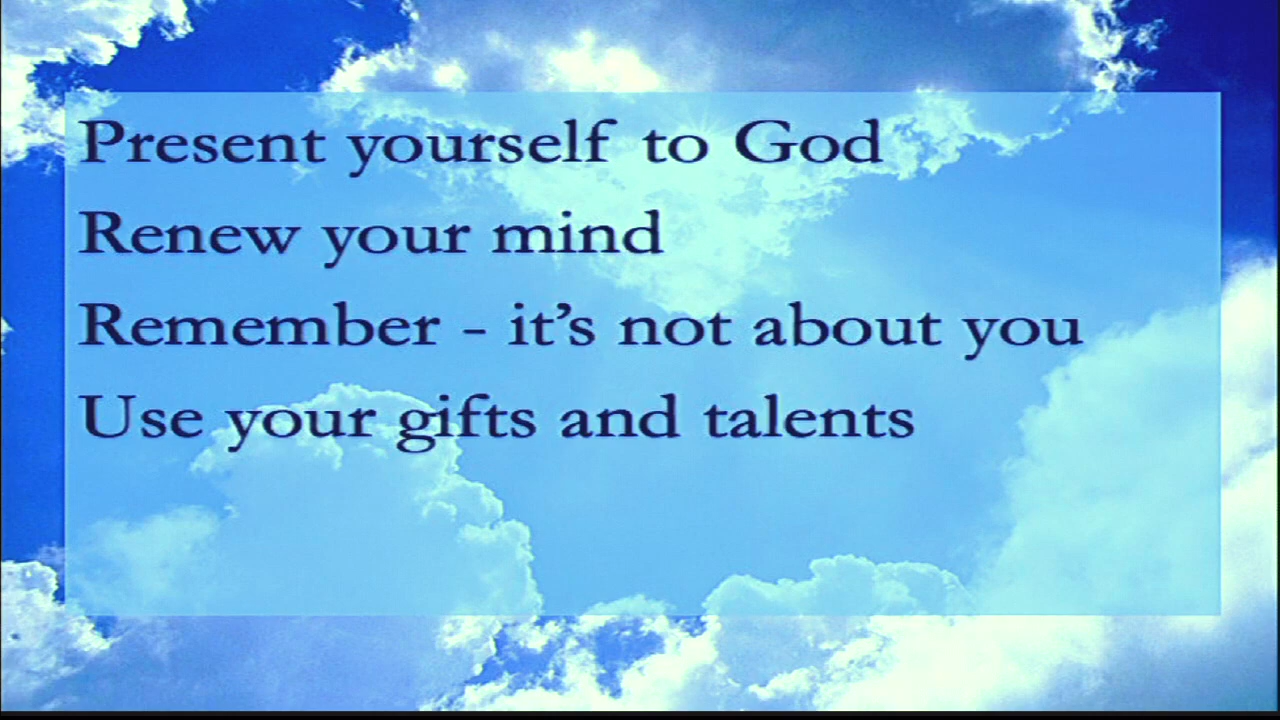 Present yourself to God
Renew your mind
Remember - it’s not about you
Use your gifts and talents